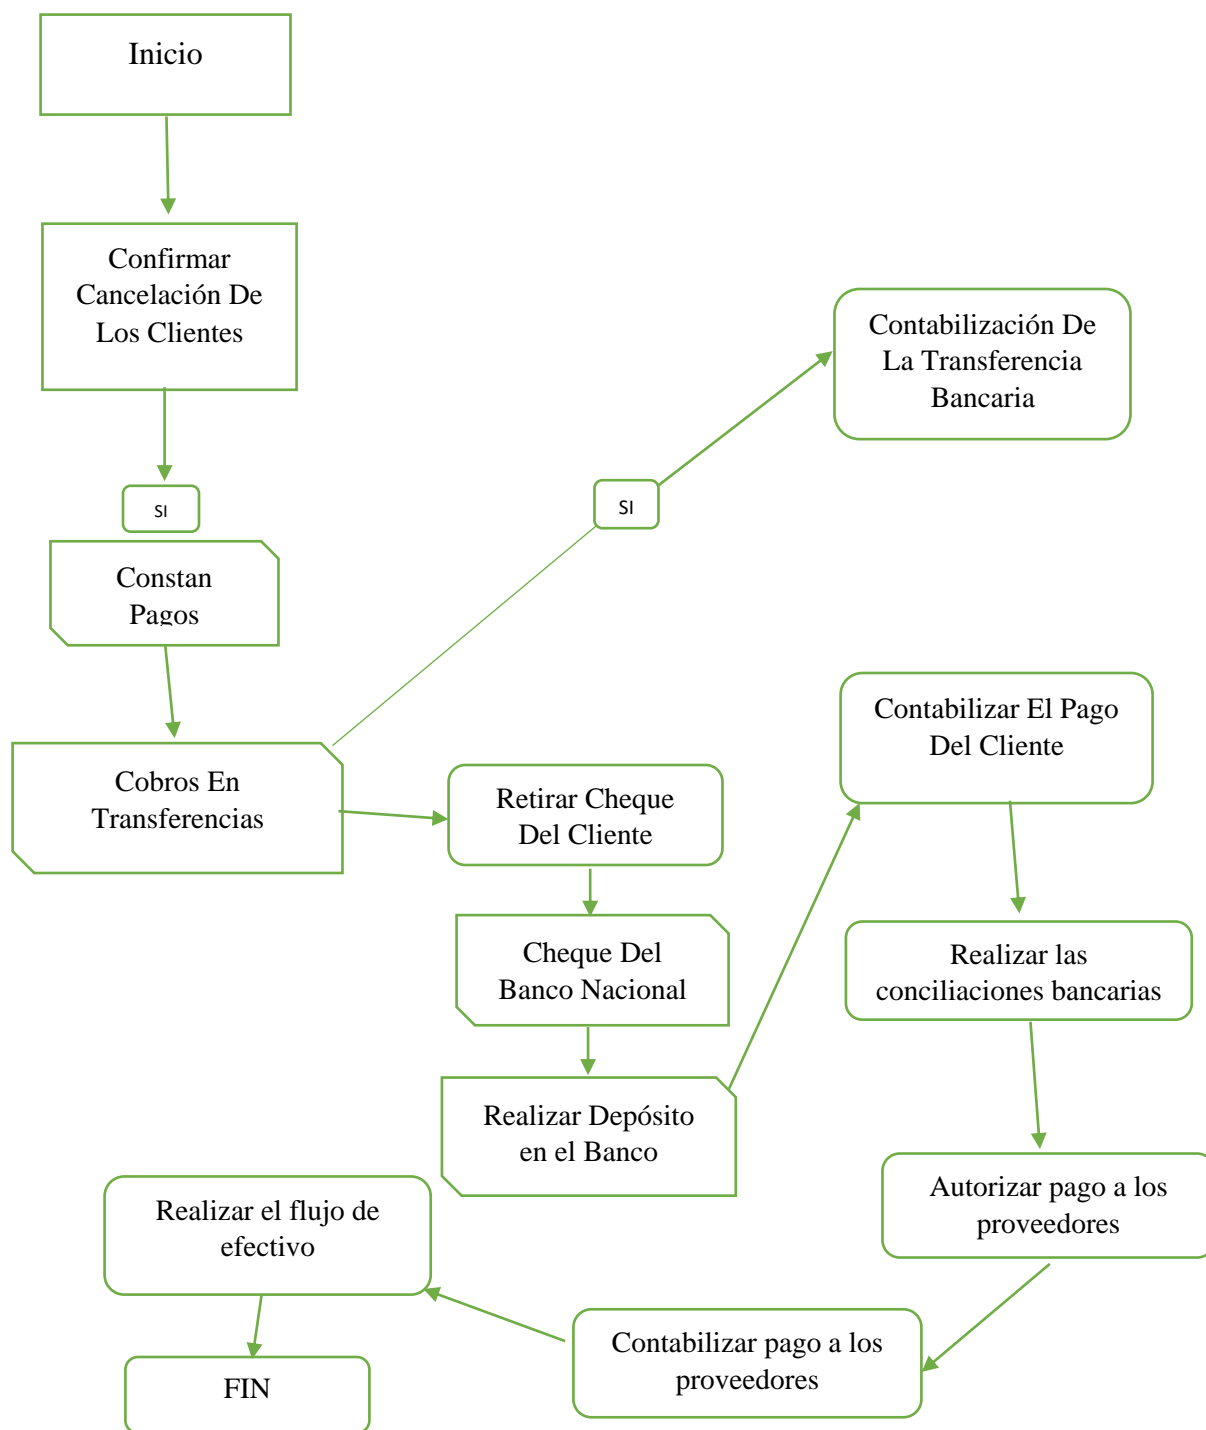 Inicio
Confirmar
Cancelación De
Los Clientes
SI
Constan
Pagos
Cobros En
Transferencias
SI
Contabilización De
La Transferencia
Bancaria
Retirar Cheque
Del Cliente
Cheque Del
Banco Nacional
Realizar Depósito
en el Banco
Contabilizar El Pago
Del Cliente
Realizar las
conciliaciones bancarias
Autorizar pago a los
proveedores
Contabilizar pago a los
proveedores
Realizar el flujo de
efectivo
FIN